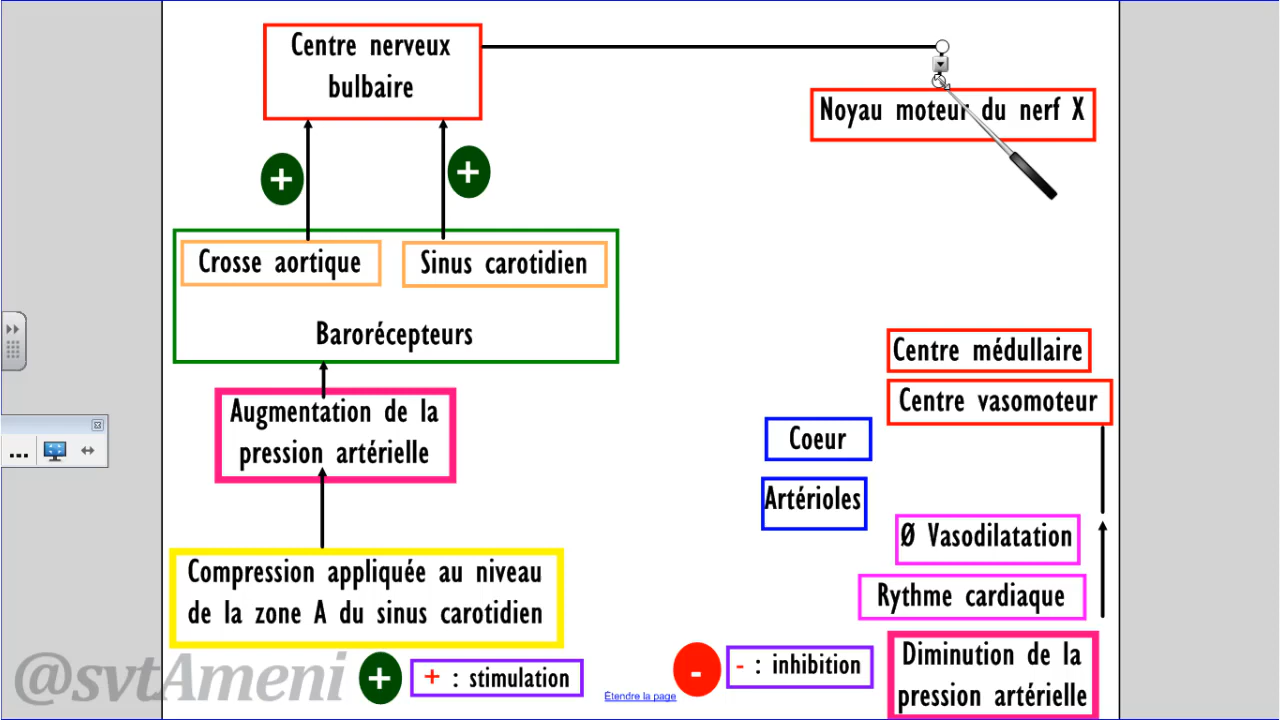 Centre nerveux
bulbaire
Noyau moteur du nerf X
+
+
Crosse aortique
Sinus carotidien
Barorécepteurs
Centre médullaire
Centre vasomoteur
Augmentation de la
pression artérielle
Coeur
Artérioles
Ø Vasodilatation
Compression appliquée au niveau
de la zone A du sinus carotidien
Rythme cardiaque
Diminution de la
pression artérielle
@svtAmeni
+
+ : stimulation
-
- : inhibition
Étendre la page
...